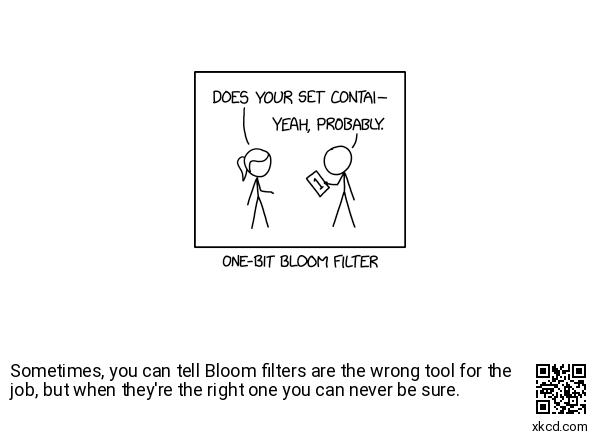 DOES YOUR SET CONTAI—
YEAH, PROBABLY.
1
ONE-BIT BLOOM FILTER
Sometimes, you can tell Bloom filters are the wrong tool for the
job, but when they're the right one you can never be sure.
xkcd.com